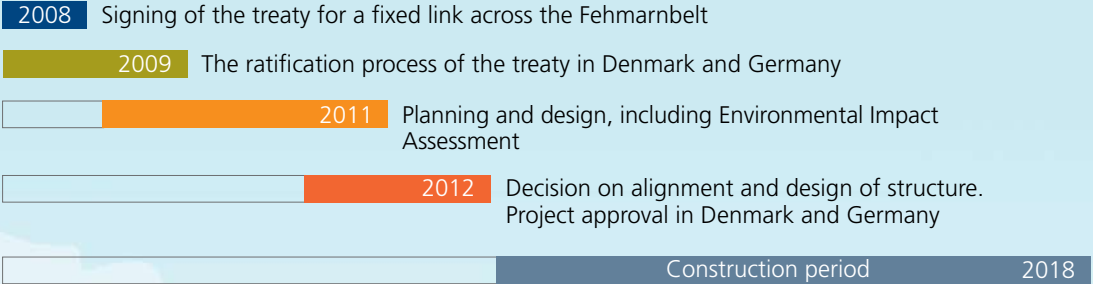 2008 Signing of the treaty for a fixed link across the Fehmarnbelt
2009 The ratification process of the treaty in Denmark and Germany
2011 Planning and design, including Environmental Impact
Assessment
2012 Decision on alignment and design of structure.
Project approval in Denmark and Germany
Construction period 2018